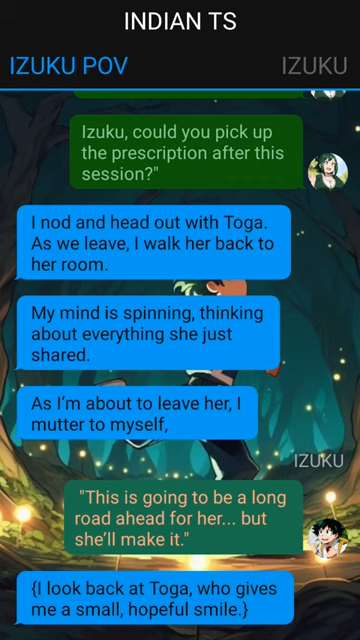 INDIAN TS
IZUKU POV IZUKU
Izuku, could you pick up
the prescription after this
session?"
I nod and head out with Toga.
As we leave, I walk her back to
her room.
My mind is spinning, thinking
about everything she just
shared.
As I'm about to leave her, I
mutter to myself,
IZUKU
"This is going to be a long
road ahead for her... but
she'll make it."
{I look back at Toga, who gives
me a small, hopeful smile.}